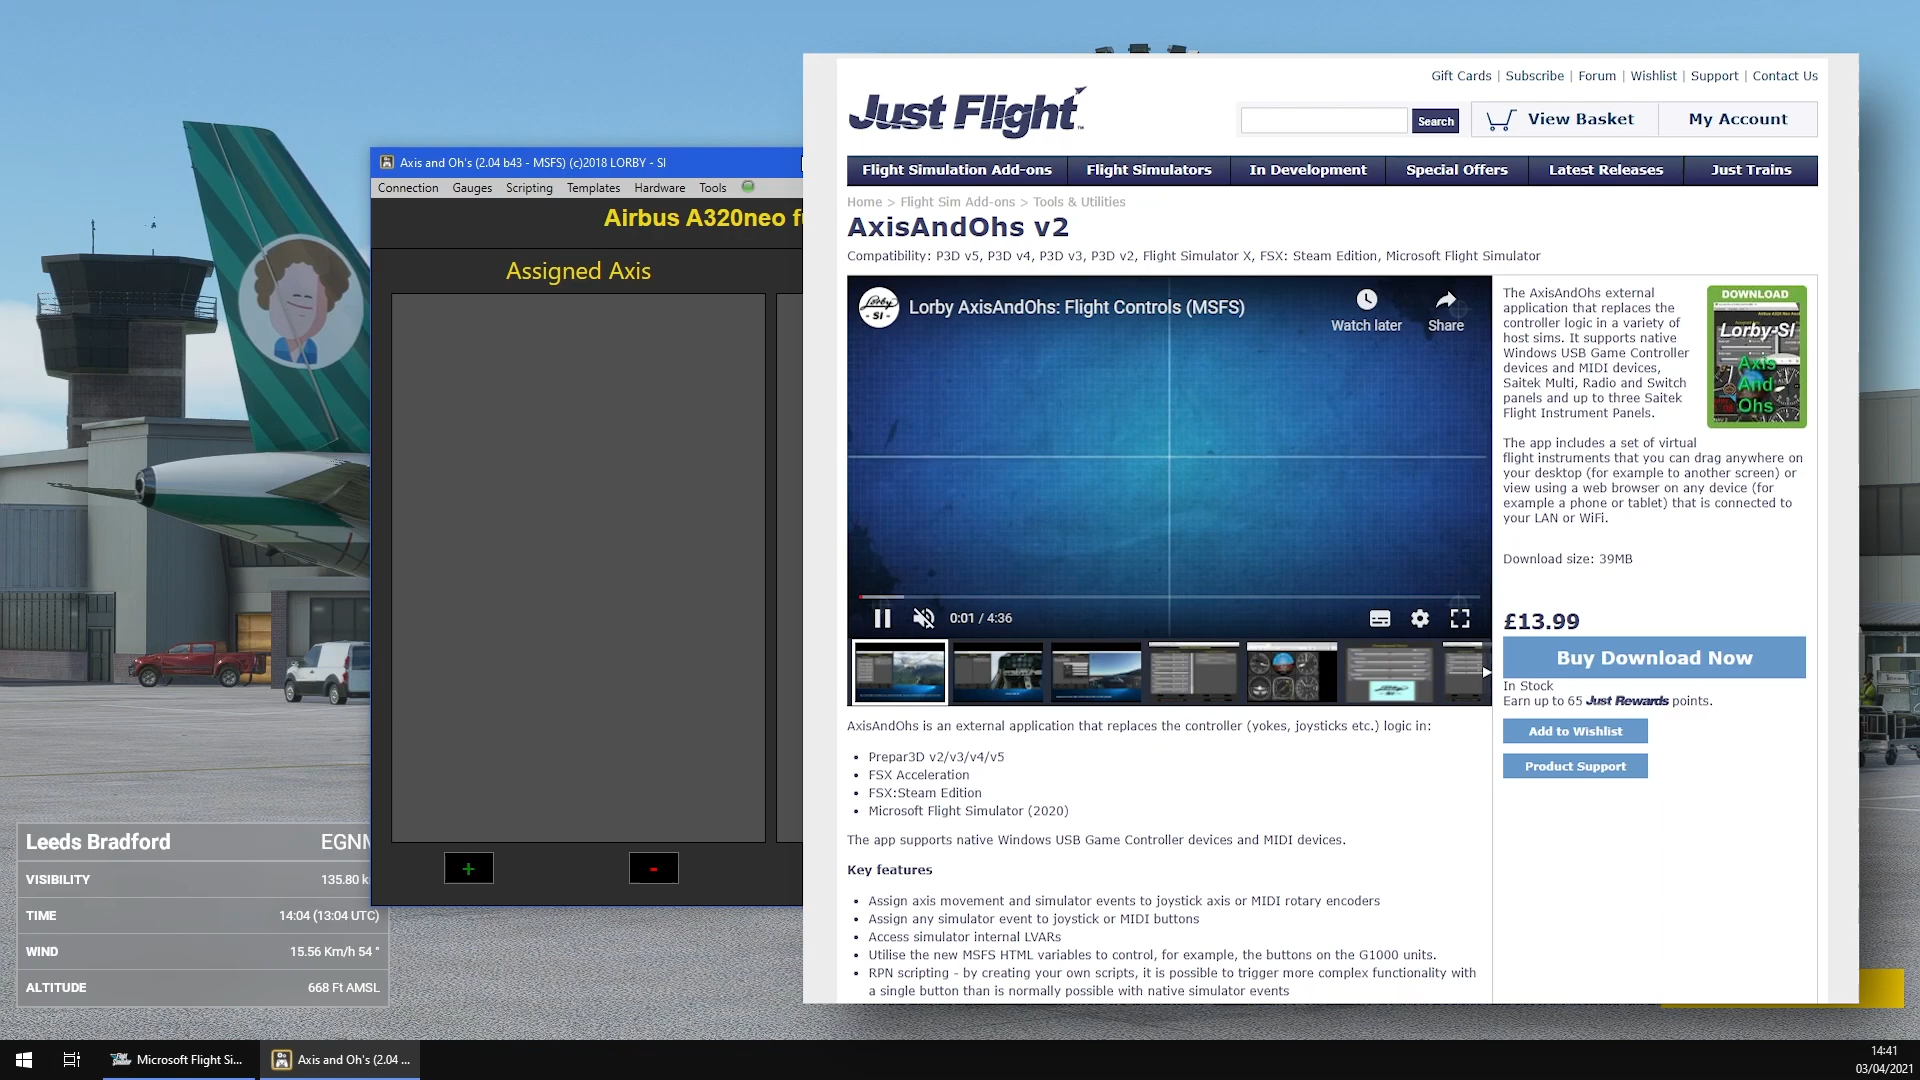 Axis and Oh's (2.04 b43 - MSFS) (c)2018 LORBY - SI
Connection Gauges Scripting Templates Hardware Tools
Airbus A320neo f
Assigned Axis
+
-
Leeds Bradford EGNM
VISIBILITY 135.80 k
TIME 14:04 (13:04 UTC)
WIND 15.56 Km/h 54 °
ALTITUDE 668 Ft AMSL
Gift Cards | Subscribe | Forum | Wishlist | Support | Contact Us
Just Flight
Search
View Basket
My Account
Flight Simulation Add-ons Flight Simulators In Development Special Offers Latest Releases Just Trains
Home > Flight Sim Add-ons > Tools & Utilities
AxisAndOhs v2
Compatibility: P3D v5, P3D v4, P3D v3, P3D v2, Flight Simulator X, FSX: Steam Edition, Microsoft Flight Simulator
Lorby
- SI -
Lorby AxisAndOhs: Flight Controls (MSFS)
Watch later
Share
0:01 / 4:36
AxisAndOhs is an external application that replaces the controller (yokes, joysticks etc.) logic in:
• Prepar3D v2/v3/v4/v5
• FSX Acceleration
• FSX:Steam Edition
• Microsoft Flight Simulator (2020)
The app supports native Windows USB Game Controller devices and MIDI devices.
Key features
• Assign axis movement and simulator events to joystick axis or MIDI rotary encoders
• Assign any simulator event to joystick or MIDI buttons
• Access simulator internal LVARs
• Utilise the new MSFS HTML variables to control, for example, the buttons on the G1000 units.
• RPN scripting - by creating your own scripts, it is possible to trigger more complex functionality with
a single button than is normally possible with native simulator events
The AxisAndOhs external
application that replaces the
controller logic in a variety of
host sims. It supports native
Windows USB Game Controller
devices and MIDI devices,
Saitek Multi, Radio and Switch
panels and up to three Saitek
Flight Instrument Panels.
DOWNLOAD
Lorby-SI
Axis
And
Ohs
The app includes a set of virtual
flight instruments that you can drag anywhere on
your desktop (for example to another screen) or
view using a web browser on any device (for
example a phone or tablet) that is connected to
your LAN or WiFi.
Download size: 39MB
£13.99
Buy Download Now
In Stock
Earn up to 65 Just Rewards points.
Add to Wishlist
Product Support
Microsoft Flight Si...
Axis and Oh's (2.04 ...
14:41
03/04/2021